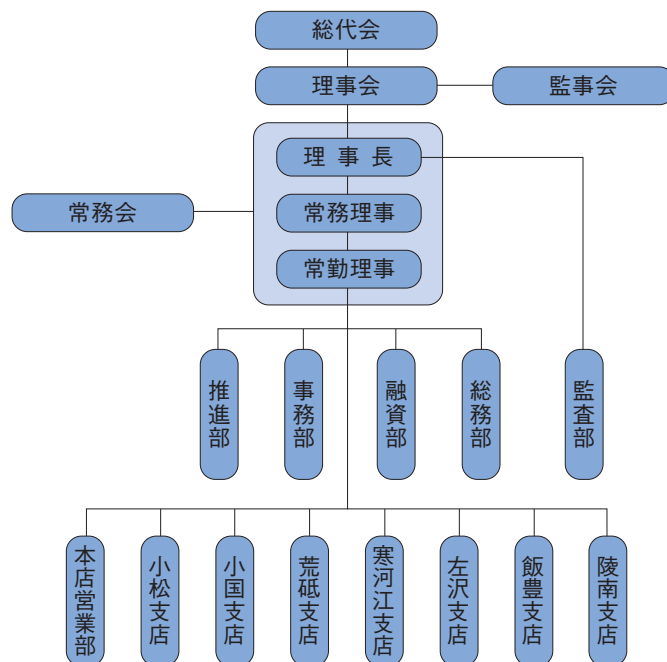 総代会
理事会
監事会
理事長
常務会
常務理事
常勤理事
推進部
事務部
融資部
総務部
監査部
本店営業部
小松支店
小国支店
荒砥支店
寒河江支店
左沢支店
飯豊支店
陵南支店